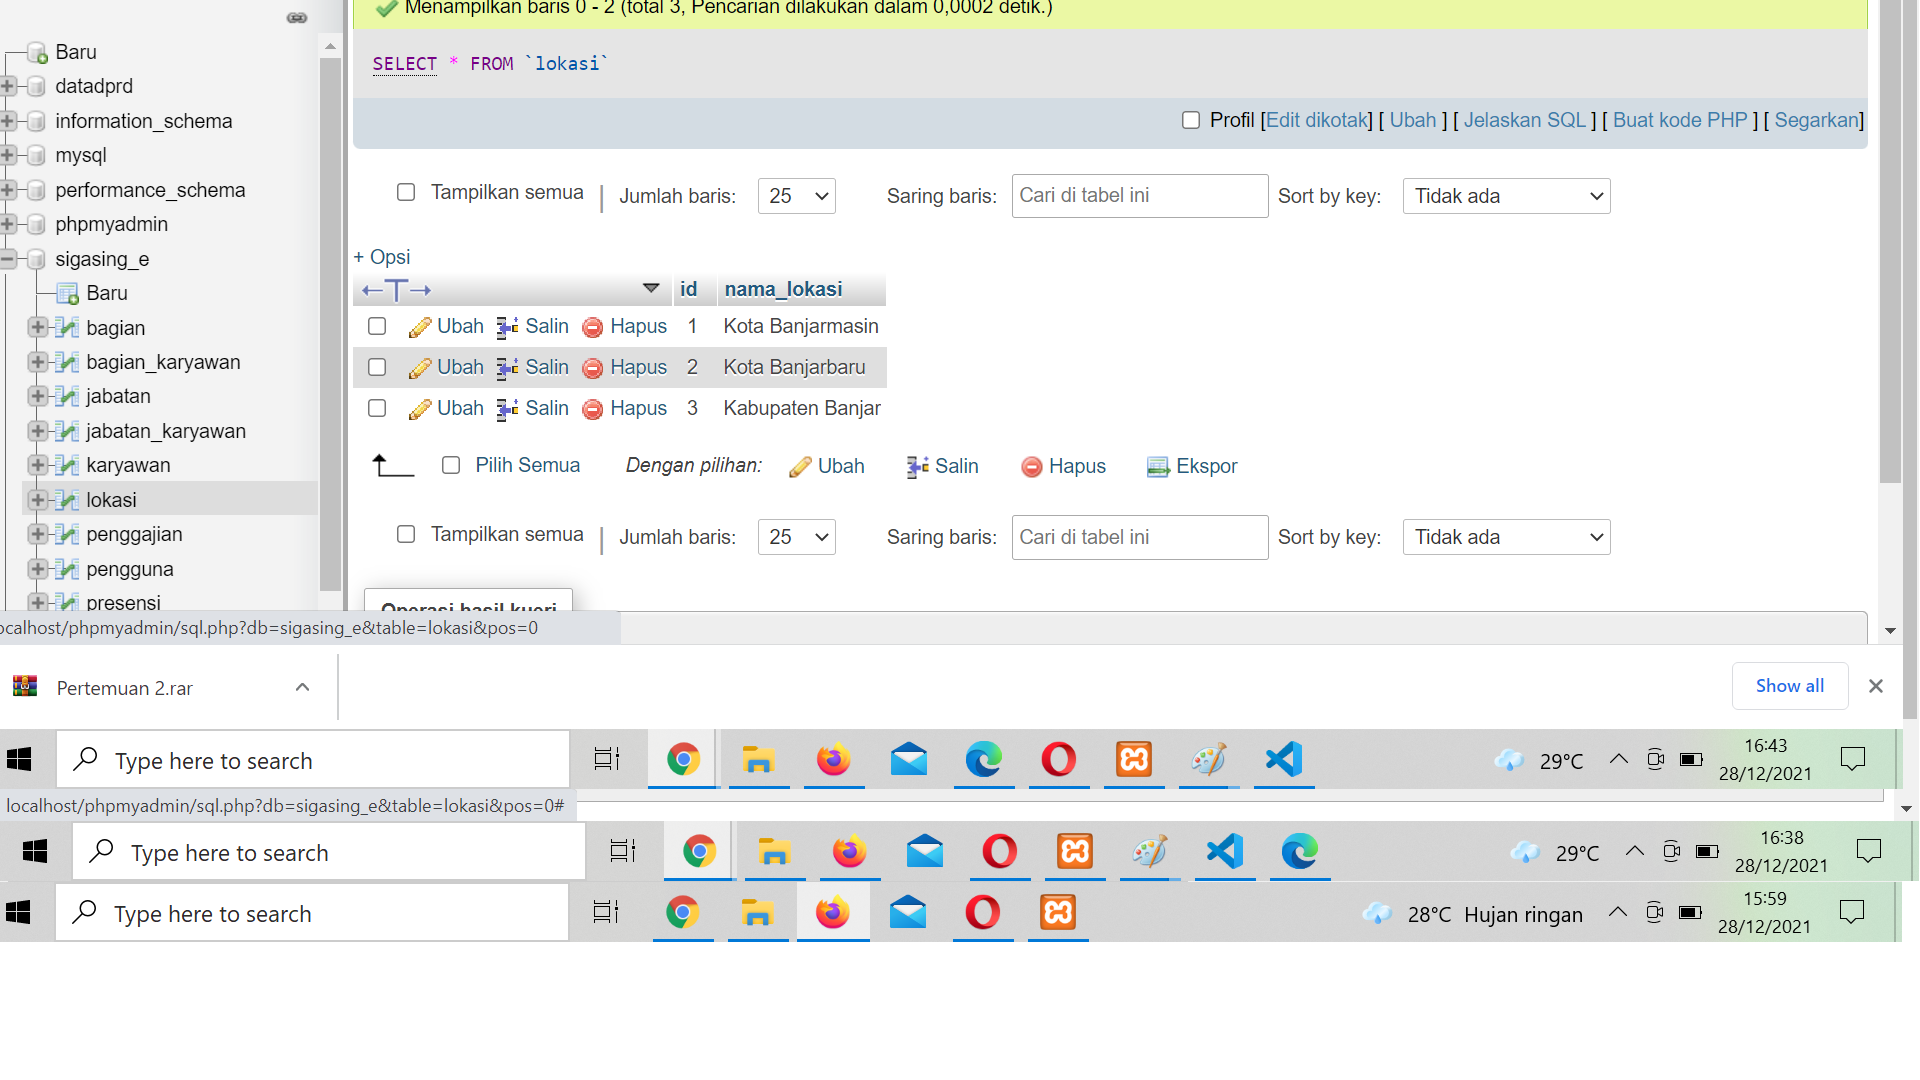 Menampilkan baris 0 - 2 (total 3, Pencarian dilakukan dalam 0,0002 detik.)
SELECT * FROM `lokasi`
Profil [Edit dikotak] [ Ubah ] [ Jelaskan SQL ] [ Buat kode PHP ] [ Segarkan]
Baru
datadprd
information_schema
mysql
performance_schema
phpmyadmin
sigasing_e
Baru
bagian
bagian_karyawan
jabatan
jabatan_karyawan
karyawan
lokasi
penggajian
pengguna
presensi
Tampilkan semua | Jumlah baris: 25 Saring baris: Cari di tabel ini Sort by key: Tidak ada
+ Opsi
←T→ id nama_lokasi
Ubah Salin Hapus 1 Kota Banjarmasin
Ubah Salin Hapus 2 Kota Banjarbaru
Ubah Salin Hapus 3 Kabupaten Banjar
Pilih Semua Dengan pilihan: Ubah Salin Hapus Ekspor
Tampilkan semua | Jumlah baris: 25 Saring baris: Cari di tabel ini Sort by key: Tidak ada
Operasi hasil kueri
ocalhost/phpmyadmin/sql.php?db=sigasing_e&table=lokasi&pos=0
Pertemuan 2.rar Show all
Type here to search 29°C 16:43
28/12/2021
localhost/phpmyadmin/sql.php?db=sigasing_e&table=lokasi&pos=0#
Type here to search 29°C 16:38
28/12/2021
Type here to search 28°C Hujan ringan 15:59
28/12/2021